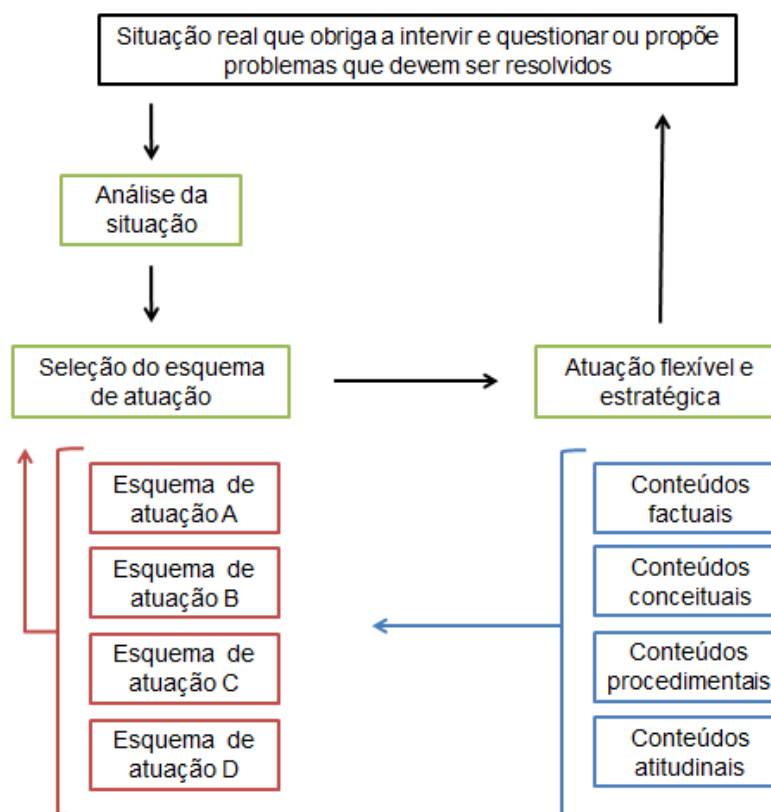 Situação real que obriga a intervir e questionar ou propõe
problemas que devem ser resolvidos
Análise da
situação
Seleção do esquema
de atuação
Atuação flexível e
estratégica
Esquema de
atuação A
Esquema de
atuação B
Esquema de
atuação C
Esquema de
atuação D
Conteúdos
factuais
Conteúdos
conceituais
Conteúdos
procedimentais
Conteúdos
atitudinais